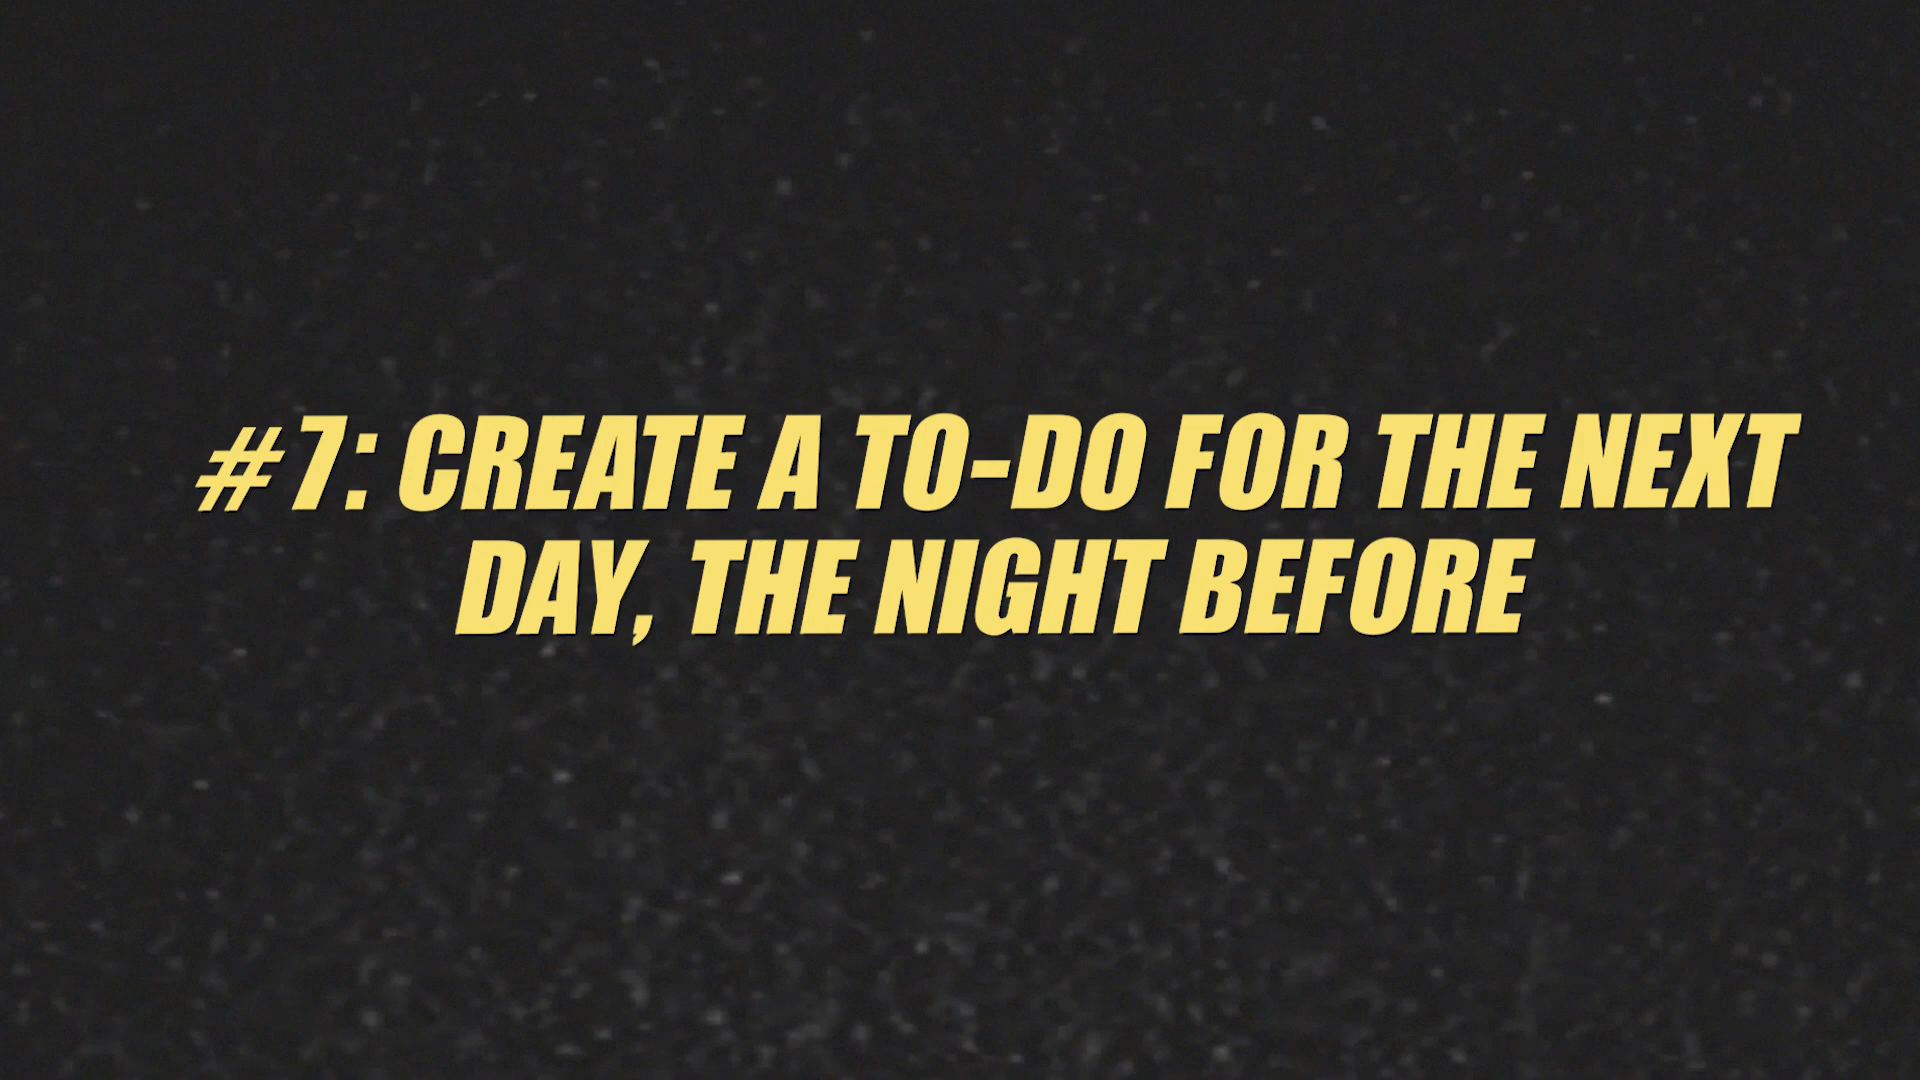 #7: CREATE A TO-DO FOR THE NEXT
DAY, THE NIGHT BEFORE